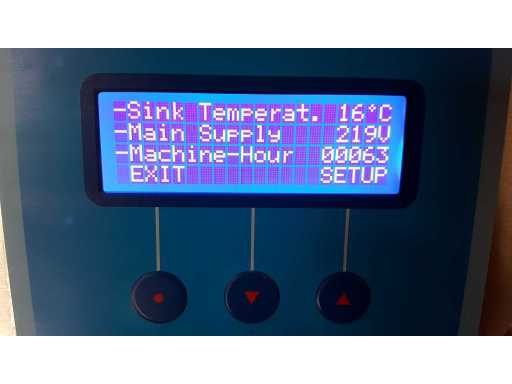 -Sink Temperat. 16°C
-Main Supply 219V
-Machine-Hour 00063
EXIT SETUP